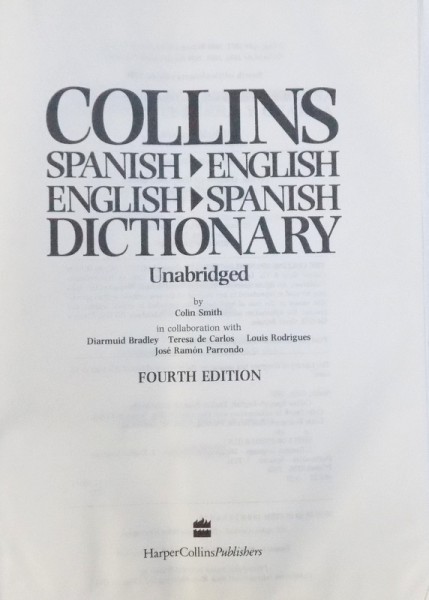 COLLINS
SPANISH▶ENGLISH
ENGLISH▶SPANISH
DICTIONARY
Unabridged
by
Colin Smith
in collaboration with
Diarmuid Bradley Teresa de Carlos Louis Rodrigues
José Ramón Parrondo
FOURTH EDITION
HarperCollinsPublishers